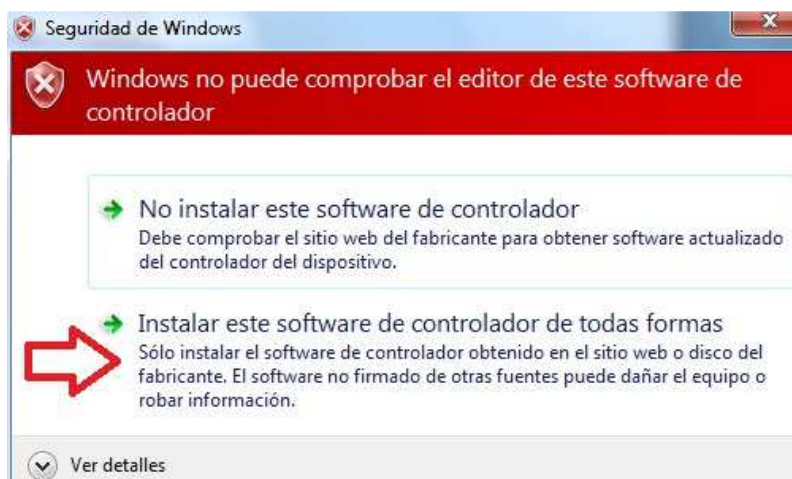 Seguridad de Windows
Windows no puede comprobar el editor de este software de
controlador
No instalar este software de controlador
Debe comprobar el sitio web del fabricante para obtener software actualizado
del controlador del dispositivo.
Instalar este software de controlador de todas formas
Sólo instalar el software de controlador obtenido en el sitio web o disco del
fabricante. El software no firmado de otras fuentes puede dañar el equipo o
robar información.
Ver detalles